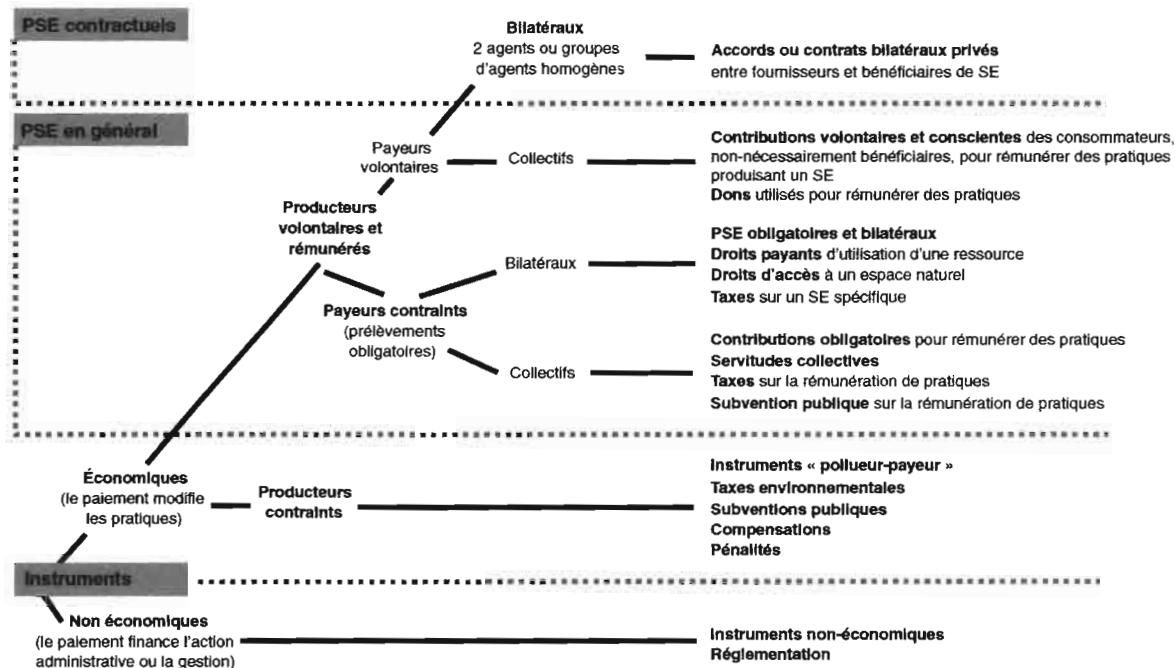 PSE contractuels
Bilatéraux
2 agents ou groupes
d'agents homogènes
Accords ou contrats bilatéraux privés
entre fournisseurs et bénéficiaires de SE
PSE en général
Payeurs
volontaires
Collectifs
Contributions volontaires et conscientes des consommateurs,
non-nécessairement bénéficiaires, pour rémunérer des pratiques
produisant un SE
Dons utilisés pour rémunérer des pratiques
Producteurs
volontaires et
rémunérés
Bilatéraux
PSE obligatoires et bilatéraux
Droits payants d'utilisation d'une ressource
Droits d'accès à un espace naturel
Taxes sur un SE spécifique
Payeurs contraints
(prélèvements
obligatoires)
Collectifs
Contributions obligatoires pour rémunérer des pratiques
Servitudes collectives
Taxes sur la rémunération de pratiques
Subvention publique sur la rémunération de pratiques
Économiques
(le paiement modifie
les pratiques)
Producteurs
contraints
Instruments « pollueur-payeur »
Taxes environnementales
Subventions publiques
Compensations
Pénalités
Instruments
Non économiques
(le paiement finance l'action
administrative ou la gestion)
Instruments non-économiques
Réglementation